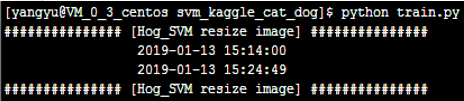 [yangyu@VM_0_3_centos svm_kaggle_cat_dog]$ python train.py
############### [Hog_SVM resize image] ###############
2019-01-13 15:14:00
2019-01-13 15:24:49
############### [Hog_SVM resize image] ###############